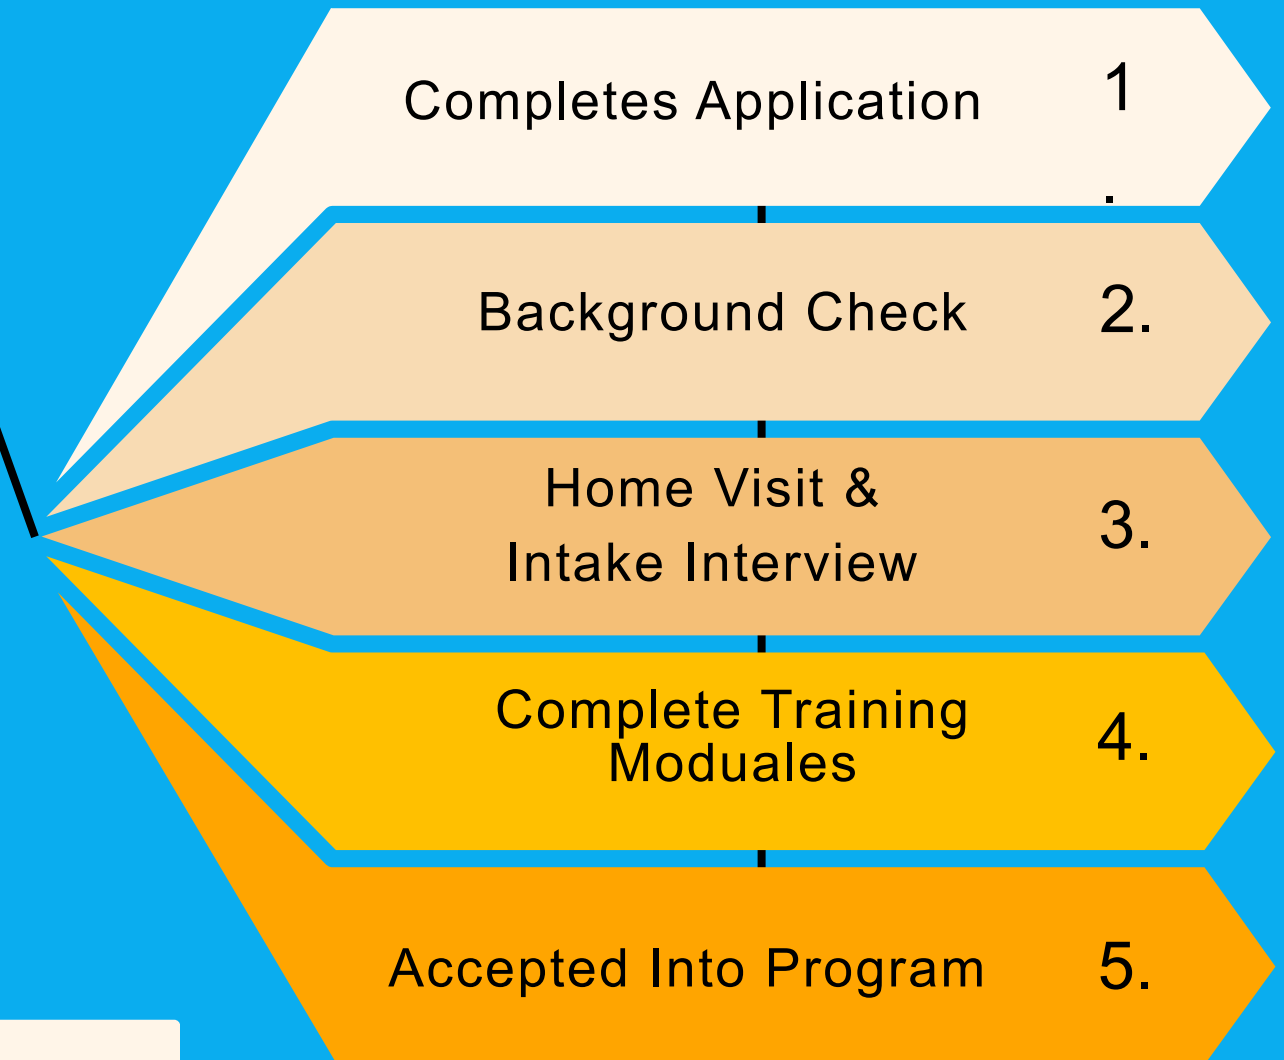 Completes Application 1
.
Background Check 2.
Home Visit &
Intake Interview 3.
Complete Training
Moduales 4.
Accepted Into Program 5.